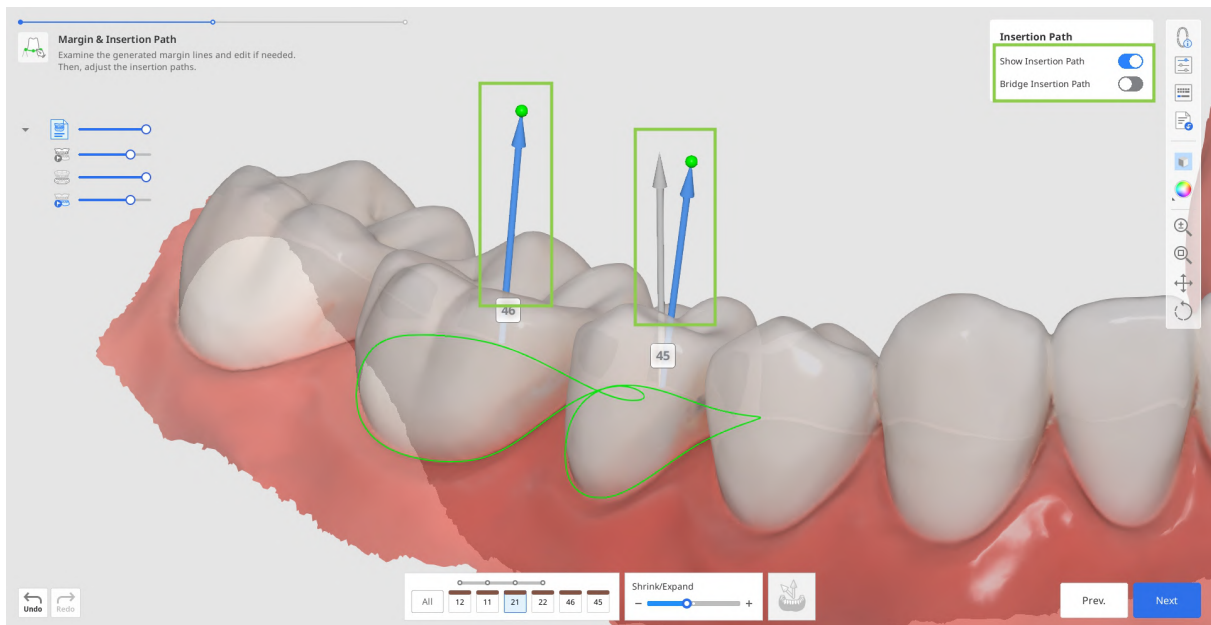 Margin & Insertion Path
Examine the generated margin lines and edit if needed.
Then, adjust the insertion paths.
Insertion Path
Show Insertion Path
Bridge Insertion Path
46
45
Undo
Redo
All
12
11
21
22
46
45
Shrink/Expand
Prev.
Next